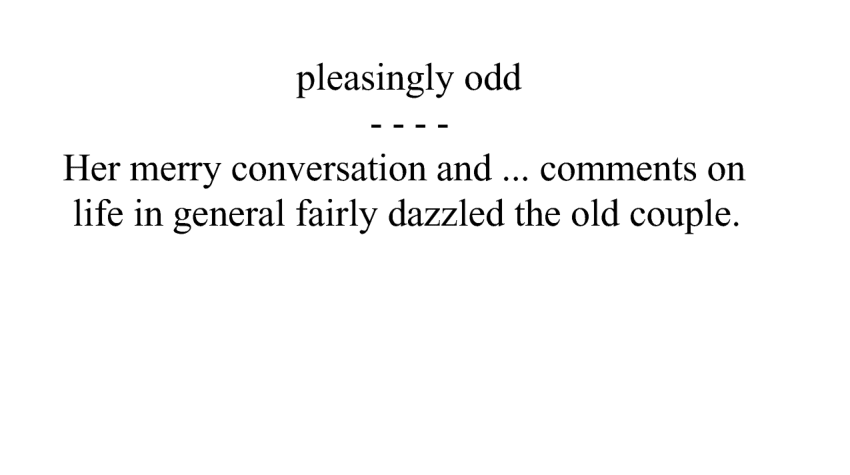 pleasingly odd
- - - -
Her merry conversation and ... comments on
life in general fairly dazzled the old couple.